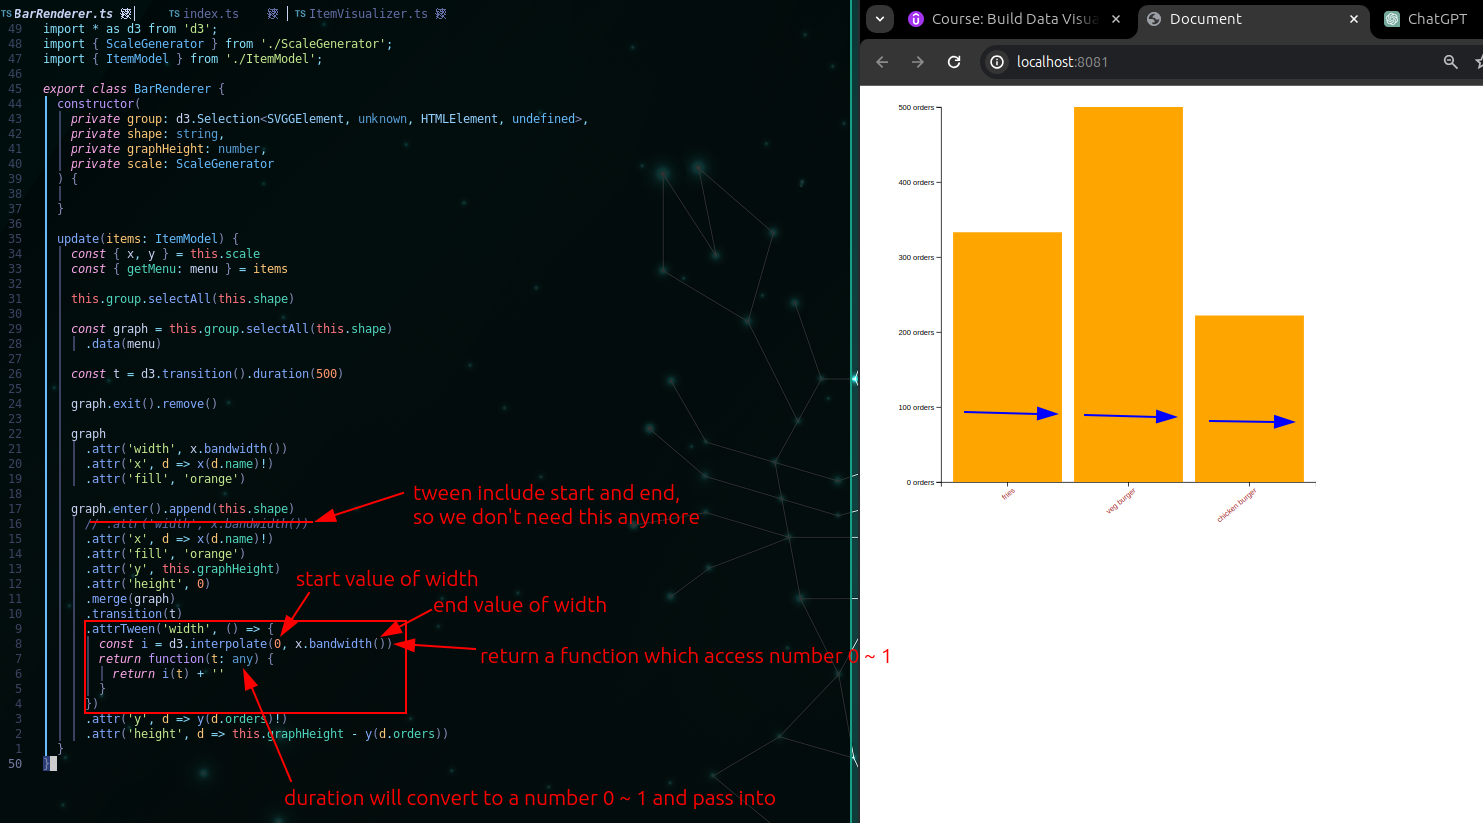 BarRenderer.ts
index.ts
ItemVisualizer.ts
49 import * as d3 from 'd3';
48 import { ScaleGenerator } from './ScaleGenerator';
47 import { ItemModel } from './ItemModel';
46
45 export class BarRenderer {
44 constructor(
43 private group: d3.Selection<SVGGElement, unknown, HTMLElement, undefined>,
42 private shape: string,
41 private graphHeight: number,
40 private scale: ScaleGenerator
39 ) {
38
37 }
36
35 update(items: ItemModel) {
34 const { x, y } = this.scale
33 const { getMenu: menu } = items
32
31 this.group.selectAll(this.shape)
30
29 const graph = this.group.selectAll(this.shape)
28 .data(menu)
27
26 const t = d3.transition().duration(500)
25
24 graph.exit().remove()
23
22 graph
21 .attr('width', x.bandwidth())
20 .attr('x', d => x(d.name)!)
19 .attr('fill', 'orange')
18
17 graph.enter().append(this.shape)
16 // .attr('width', x.bandwidth())
15 .attr('x', d => x(d.name)!)
14 .attr('fill', 'orange')
13 .attr('y', this.graphHeight)
12 .attr('height', 0)
11 .merge(graph)
10 .transition(t)
9 .attrTween('width', () => {
8 const i = d3.interpolate(0, x.bandwidth())
7 return function(t: any) {
6 return i(t) + ''
5 }
4 })
3 .attr('y', d => y(d.orders)!)
2 .attr('height', d => this.graphHeight - y(d.orders))
1 }
50 }
tween include start and end,
so we don't need this anymore
start value of width
end value of width
return a function which access number 0 ~ 1
duration will convert to a number 0 ~ 1 and pass into
Course: Build Data Visua
Document
ChatGPT
localhost:8081
500 orders
400 orders
300 orders
200 orders
100 orders
0 orders
fries
veg burger
chicken burger